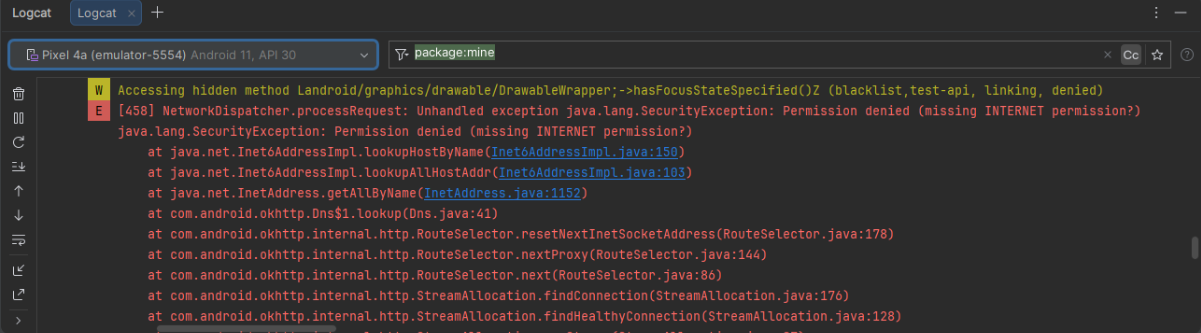 Logcat Logcat × +
Pixel 4a (emulator-5554) Android 11, API 30 package:mine × Cc ?
W Accessing hidden method Landroid/graphics/drawable/DrawableWrapper;->hasFocusStateSpecified()Z (blacklist,test-api, linking, denied)
E [458] NetworkDispatcher.processRequest: Unhandled exception java.lang.SecurityException: Permission denied (missing INTERNET permission?)
java.lang.SecurityException: Permission denied (missing INTERNET permission?)
at java.net.Inet6AddressImpl.lookupHostByName(Inet6AddressImpl.java:150)
at java.net.Inet6AddressImpl.lookupAllHostAddr(Inet6AddressImpl.java:103)
at java.net.InetAddress.getAllByName(InetAddress.java:1152)
at com.android.okhttp.Dns$1.lookup(Dns.java:41)
at com.android.okhttp.internal.http.RouteSelector.resetNextInetSocketAddress(RouteSelector.java:178)
at com.android.okhttp.internal.http.RouteSelector.nextProxy(RouteSelector.java:144)
at com.android.okhttp.internal.http.RouteSelector.next(RouteSelector.java:86)
at com.android.okhttp.internal.http.StreamAllocation.findConnection(StreamAllocation.java:176)
at com.android.okhttp.internal.http.StreamAllocation.findHealthyConnection(StreamAllocation.java:128)